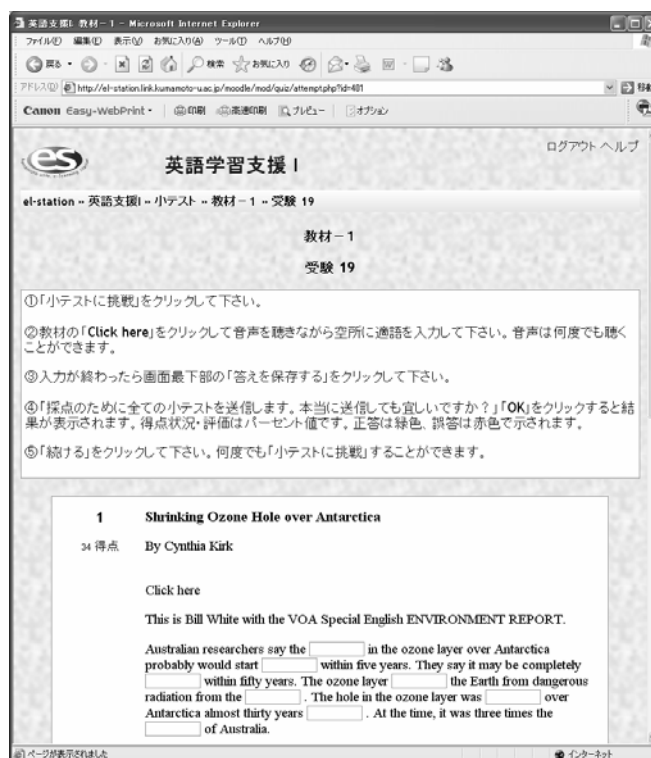 英語支援I. 教材－1 - Microsoft Internet Explorer
ファイル(F) 編集(E) 表示(V) お気に入り(A) ツール(T) ヘルプ(H)
戻る 検索 お気に入り
アドレス(D) http://el-station.link.kumamoto-u.ac.jp/moodle/mod/quiz/attempt.php?id=481 移動
Canon Easy-WebPrint 印刷 高速印刷 プレビュー オプション
es 英語学習支援 I ログアウト ヘルプ
el-station » 英語支援I » 小テスト » 教材－1 » 受験 19
教材－1
受験 19
①「小テストに挑戦」をクリックして下さい。
②教材の「Click here」をクリックして音声を聴きながら空所に適語を入力して下さい。音声は何度でも聴く
ことができます。
③入力が終わったら画面最下部の「答えを保存する」をクリックして下さい。
④「採点のために全ての小テストを送信します。本当に送信しても宜しいですか？」「OK」をクリックすると結
果が表示されます。得点状況・評価はパーセント値です。正答は緑色、誤答は赤色で示されます。
⑤「続ける」をクリックして下さい。何度でも「小テストに挑戦」することができます。
1 Shrinking Ozone Hole over Antarctica
34 得点 By Cynthia Kirk
Click here
This is Bill White with the VOA Special English ENVIRONMENT REPORT.
Australian researchers say the in the ozone layer over Antarctica
probably would start within five years. They say it may be completely
within fifty years. The ozone layer the Earth from dangerous
radiation from the . The hole in the ozone layer was over
Antarctica almost thirty years . At the time, it was three times the
of Australia.
ページが表示されました インターネット